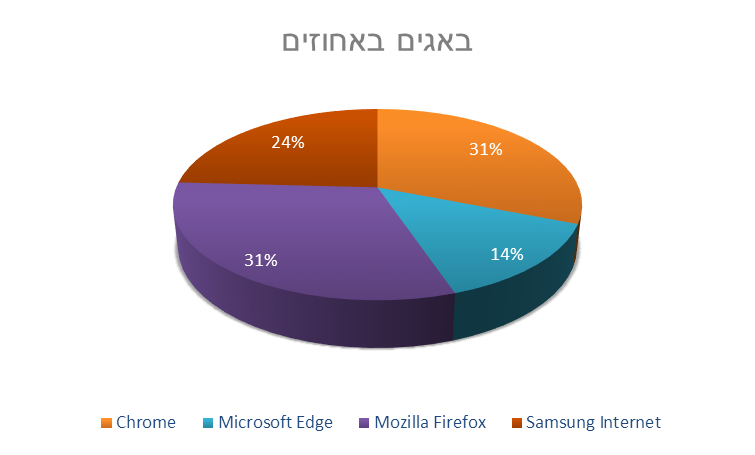 באגים באחוזים
24%
31%
14%
31%
Chrome
Microsoft Edge
Mozilla Firefox
Samsung Internet